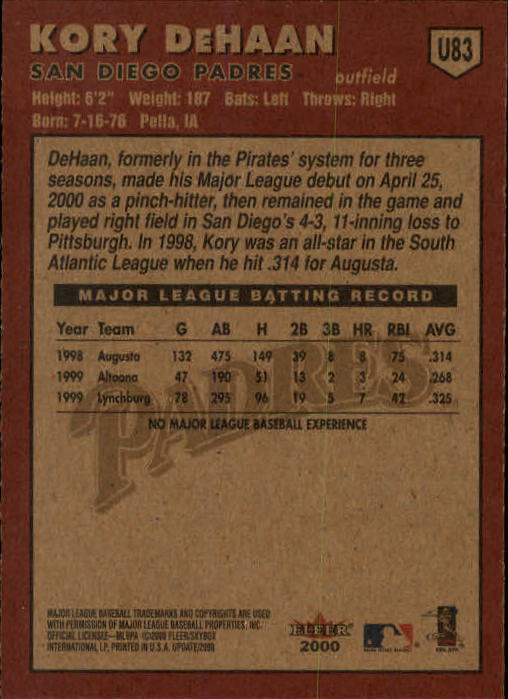 KORY DEHAAN
U83
SAN DIEGO PADRES outfield
Height: 6'2" Weight: 187 Bats: Left Throws: Right
Born: 7-16-76 Pella, IA
DeHaan, formerly in the Pirates' system for three
seasons, made his Major League debut on April 25,
2000 as a pinch-hitter, then remained in the game and
played right field in San Diego's 4-3, 11-inning loss to
Pittsburgh. In 1998, Kory was an all-star in the South
Atlantic League when he hit .314 for Augusta.
MAJOR LEAGUE BATTING RECORD
Year Team G AB H 2B 3B HR RBI AVG
1998 Augusta 132 475 149 39 8 8 75 .314
1999 Altoona 47 190 51 13 2 3 24 .268
1999 Lynchburg 78 295 96 19 5 7 42 .325
PADRES
NO MAJOR LEAGUE BASEBALL EXPERIENCE
MAJOR LEAGUE BASEBALL TRADEMARKS AND COPYRIGHTS ARE USED
WITH PERMISSION OF MAJOR LEAGUE BASEBALL PROPERTIES, INC.
OFFICIAL LICENSEE—MLBPA ©2000 FLEER/SKYBOX
INTERNATIONAL LP, PRINTED IN U.S.A. UPDATE/2000
FLEER
2000